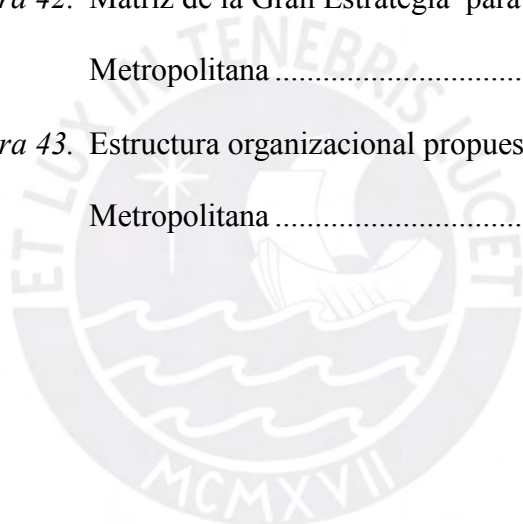 ra 42. Matriz de la Gran Estrategia para
Metropolitana ................................
ra 43. Estructura organizacional propues
Metropolitana ................................
ET LUX IN TENEBRIS LUCET
MCMXVII